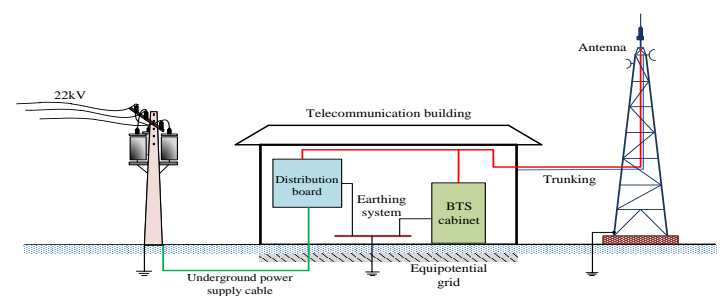 Antenna
22kV
Telecommunication building
Distribution
board
Earthing
system
BTS
cabinet
Trunking
Underground power
supply cable
Equipotential
grid